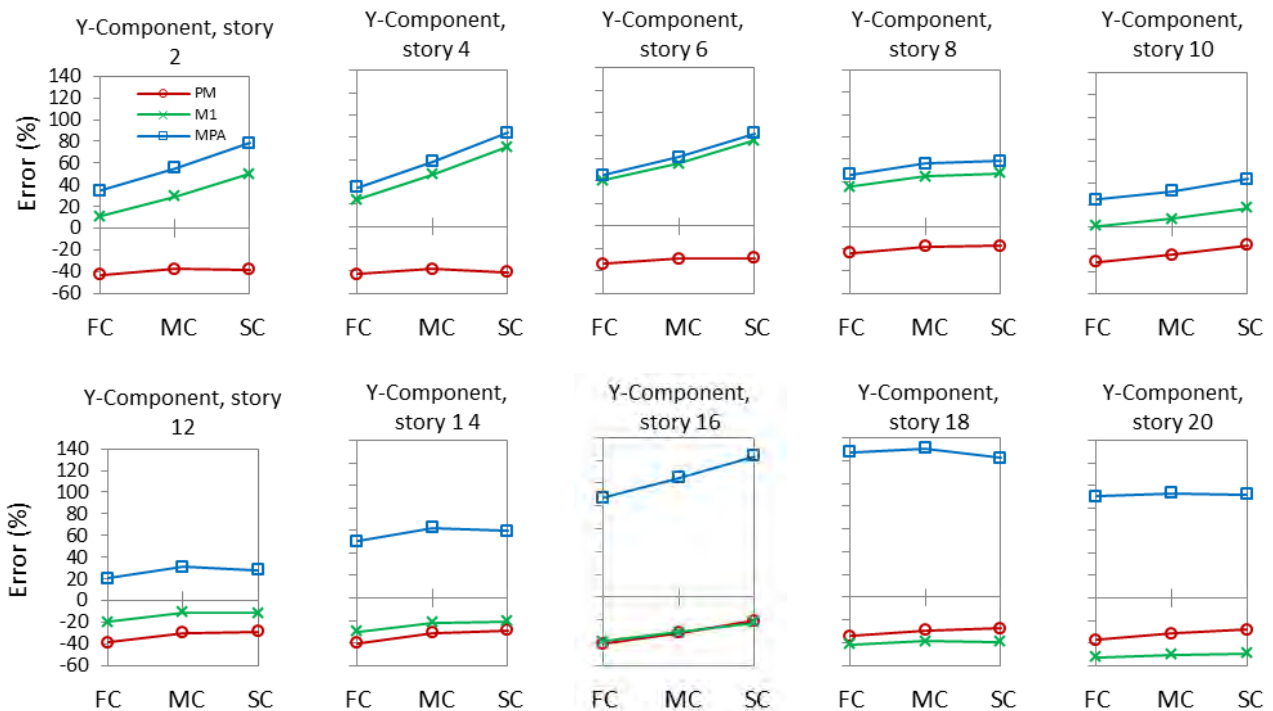 Y-Component, story
2
Y-Component,
story 4
Y-Component,
story 6
Y-Component,
story 8
Y-Component,
story 10
Error (%)
140
120
100
80
60
40
20
0
-20
-40
-60
PM
M1
MPA
FC MC SC
FC MC SC
FC MC SC
FC MC SC
FC MC SC
Y-Component, story
12
Y-Component,
story 1 4
Y-Component,
story 16
Y-Component,
story 18
Y-Component,
story 20
Error (%)
140
120
100
80
60
40
20
0
-20
-40
-60
FC MC SC
FC MC SC
FC MC SC
FC MC SC
FC MC SC